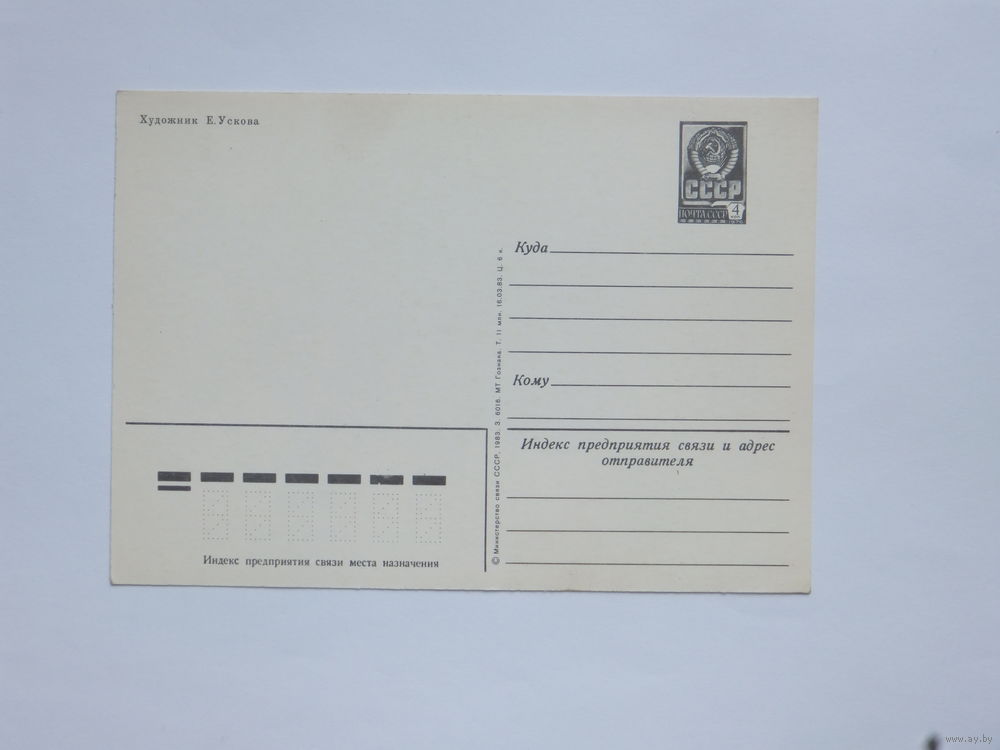 Художник Е. Ускова
СССР
ПОЧТА СССР
4
Куда
Кому
Индекс предприятия связи и адрес
отправителя
© Министерство связи СССР, 1983. З. 6016. МТ Гознака. Т. 11 млн. 16.03.83. Ц. 6 к.
Индекс предприятия связи места назначения
www.ay.by